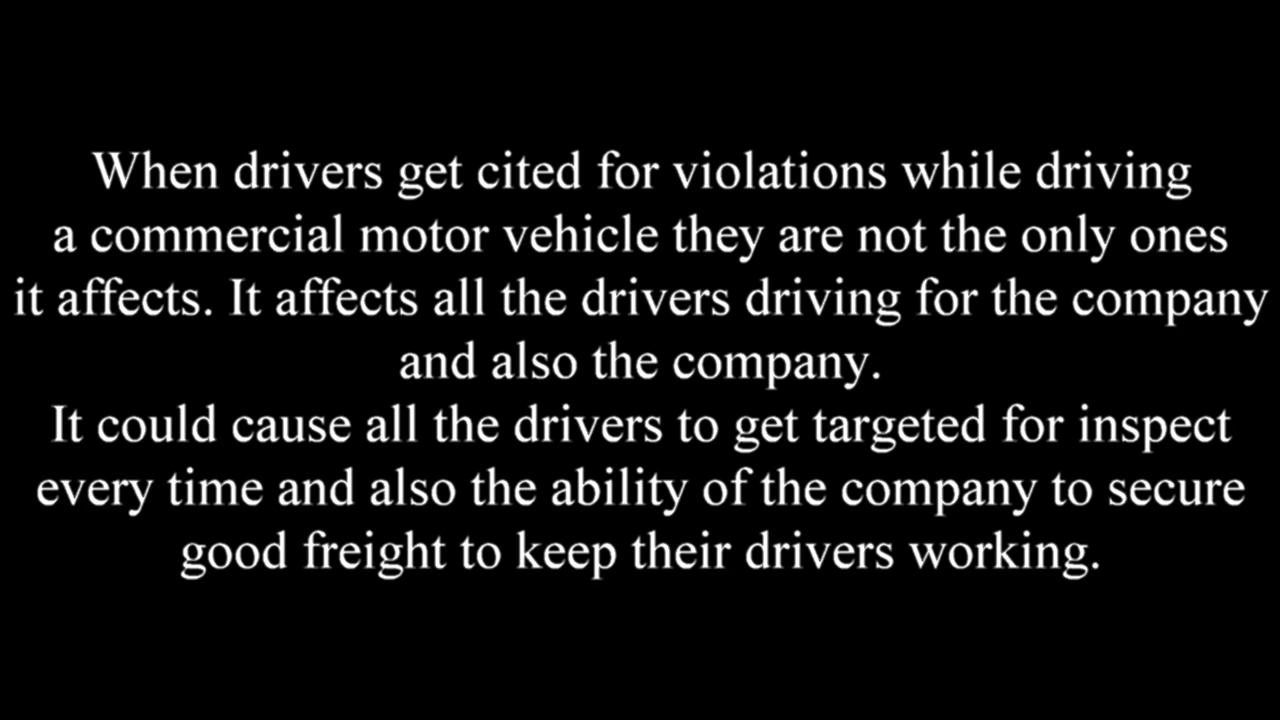 When drivers get cited for violations while driving
a commercial motor vehicle they are not the only ones
it affects. It affects all the drivers driving for the company
and also the company.
It could cause all the drivers to get targeted for inspect
every time and also the ability of the company to secure
good freight to keep their drivers working.